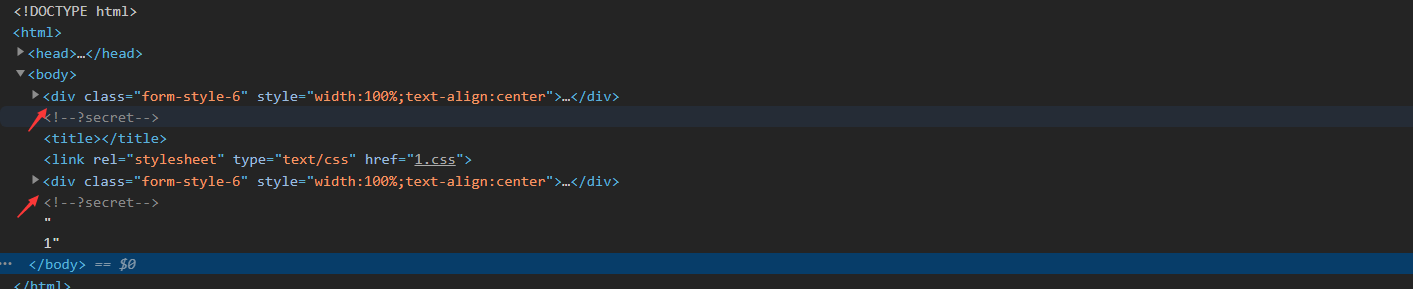 <!DOCTYPE html>
<html>
<head>…</head>
<body>
<div class="form-style-6" style="width:100%;text-align:center">…</div>
<!--?secret-->
<title></title>
<link rel="stylesheet" type="text/css" href="1.css">
<div class="form-style-6" style="width:100%;text-align:center">…</div>
<!--?secret-->
"
1"
</body> == $0
</html>